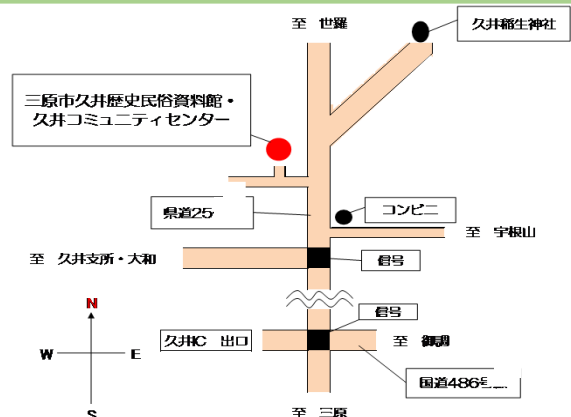 至 世羅
久井稲生神社
三原市久井歴史民俗資料館・
久井コミュニティセンター
県道25
コンビニ
至 宇根山
至 久井支所・大和
信号
N
W
E
S
信号
久井IC 出口
至 御調
国道486号
至 三原